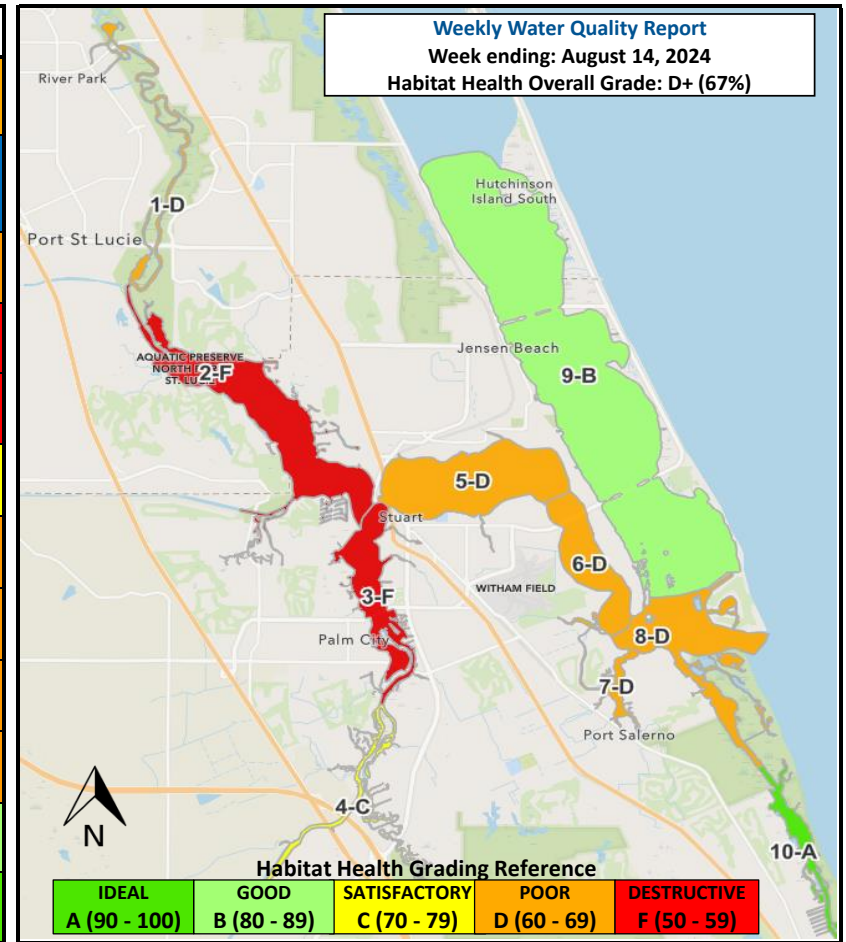 Weekly Water Quality Report
Week ending: August 14, 2024
Habitat Health Overall Grade: D+ (67%)
River Park
Hutchinson
Island South
1-D
Port St Lucie
Jensen Beach
AQUATIC PRESERVE
NORTH
ST. LU
2-F
9-B
5-D
Stuart
6-D
WITHAM FIELD
3-F
Palm City
8-D
7-D
Port Salerno
4-C
N
10-A
Habitat Health Grading Reference
IDEAL GOOD SATISFACTORY POOR DESTRUCTIVE
A (90 - 100) B (80 - 89) C (70 - 79) D (60 - 69) F (50 - 59)